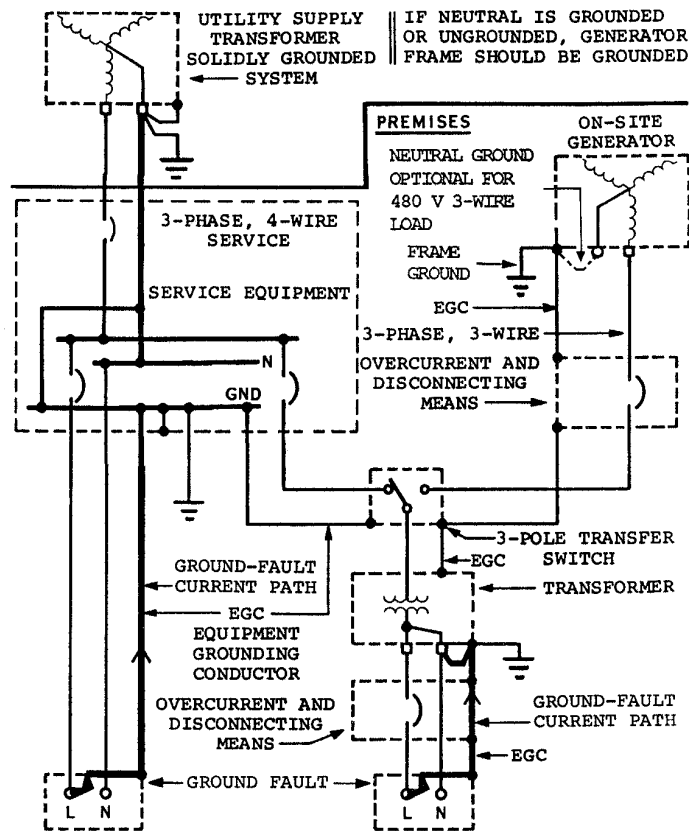 UTILITY SUPPLY
TRANSFORMER
SOLIDLY GROUNDED
SYSTEM
IF NEUTRAL IS GROUNDED
OR UNGROUNDED, GENERATOR
FRAME SHOULD BE GROUNDED
PREMISES
ON-SITE
GENERATOR
NEUTRAL GROUND
OPTIONAL FOR
480 V 3-WIRE
LOAD
3-PHASE, 4-WIRE
SERVICE
FRAME
GROUND
SERVICE EQUIPMENT
EGC
3-PHASE, 3-WIRE
N
OVERCURRENT AND
DISCONNECTING
MEANS
GND
3-POLE TRANSFER
SWITCH
GROUND-FAULT
CURRENT PATH
EGC
TRANSFORMER
EGC
EQUIPMENT
GROUNDING
CONDUCTOR
OVERCURRENT AND
DISCONNECTING
MEANS
GROUND-FAULT
CURRENT PATH
EGC
GROUND FAULT
L N
L N